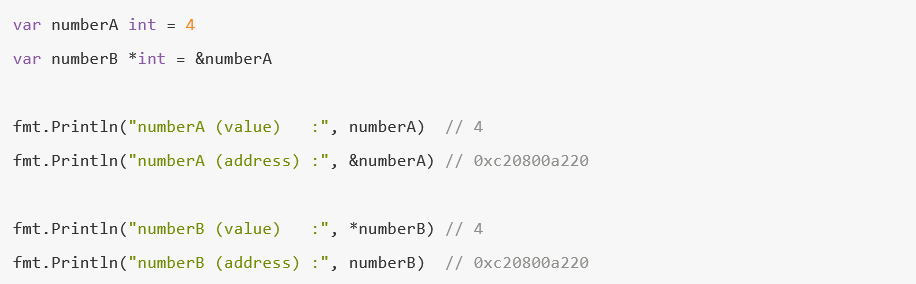 var numberA int = 4
var numberB *int = &numberA
fmt.Println("numberA (value)   :", numberA)  // 4
fmt.Println("numberA (address) :", &numberA) // 0xc20800a220
fmt.Println("numberB (value)   :", *numberB) // 4
fmt.Println("numberB (address) :", numberB)  // 0xc20800a220